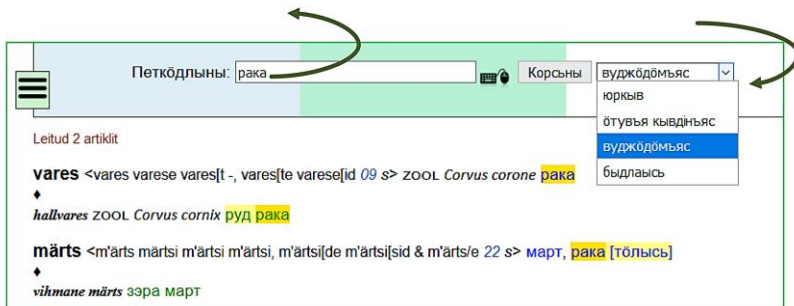 Петкӧдлыны: рака Корсьны вуджӧдӧмъяс
юркыв
ӧтувъя кывдінъяс
вуджӧдӧмъяс
быдлаысь
Leitud 2 artiklit
vares <vares varese vares[t -, vares[te varese[id 09 s> ZOOL Corvus corone рака
♦
hallvares ZOOL Corvus cornix руд рака
märts <m'ärts märtsi m'ärtsi m'ärtsi, m'ärtsi[de m'ärtsi[sid & m'ärts/e 22 s> март, рака [тӧлысь]
♦
vihmane märts зэра март